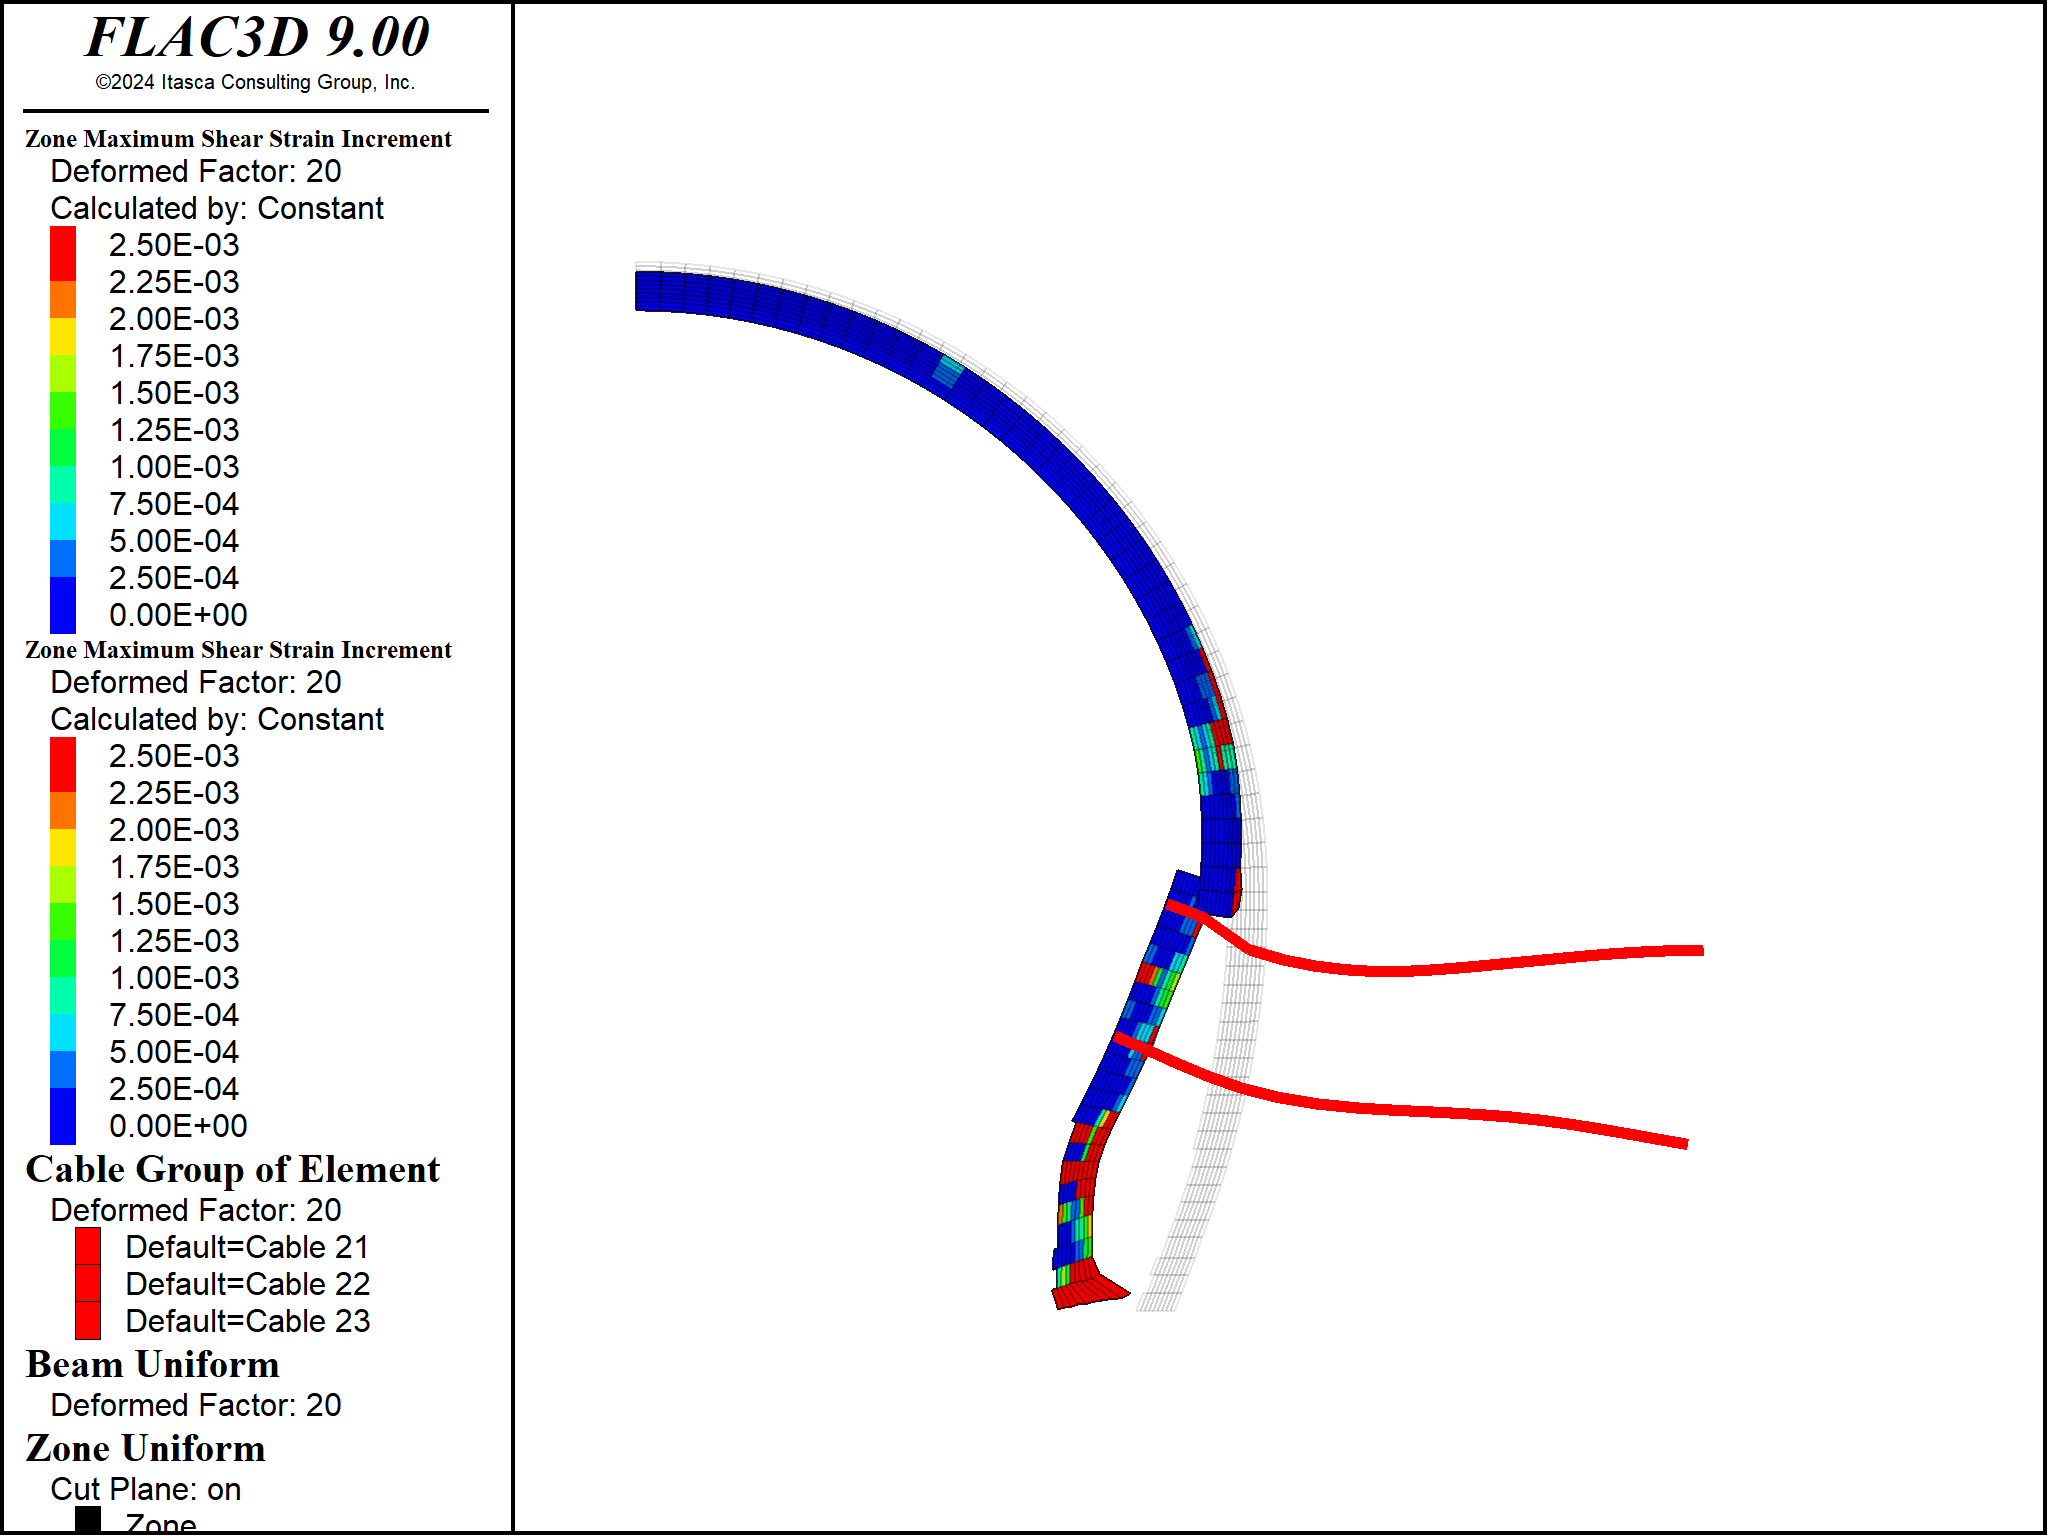 FLAC3D 9.00
©2024 Itasca Consulting Group, Inc.
Zone Maximum Shear Strain Increment
Deformed Factor: 20
Calculated by: Constant
2.50E-03
2.25E-03
2.00E-03
1.75E-03
1.50E-03
1.25E-03
1.00E-03
7.50E-04
5.00E-04
2.50E-04
0.00E+00
Zone Maximum Shear Strain Increment
Deformed Factor: 20
Calculated by: Constant
2.50E-03
2.25E-03
2.00E-03
1.75E-03
1.50E-03
1.25E-03
1.00E-03
7.50E-04
5.00E-04
2.50E-04
0.00E+00
Cable Group of Element
Deformed Factor: 20
Default=Cable 21
Default=Cable 22
Default=Cable 23
Beam Uniform
Deformed Factor: 20
Zone Uniform
Cut Plane: on
Zone